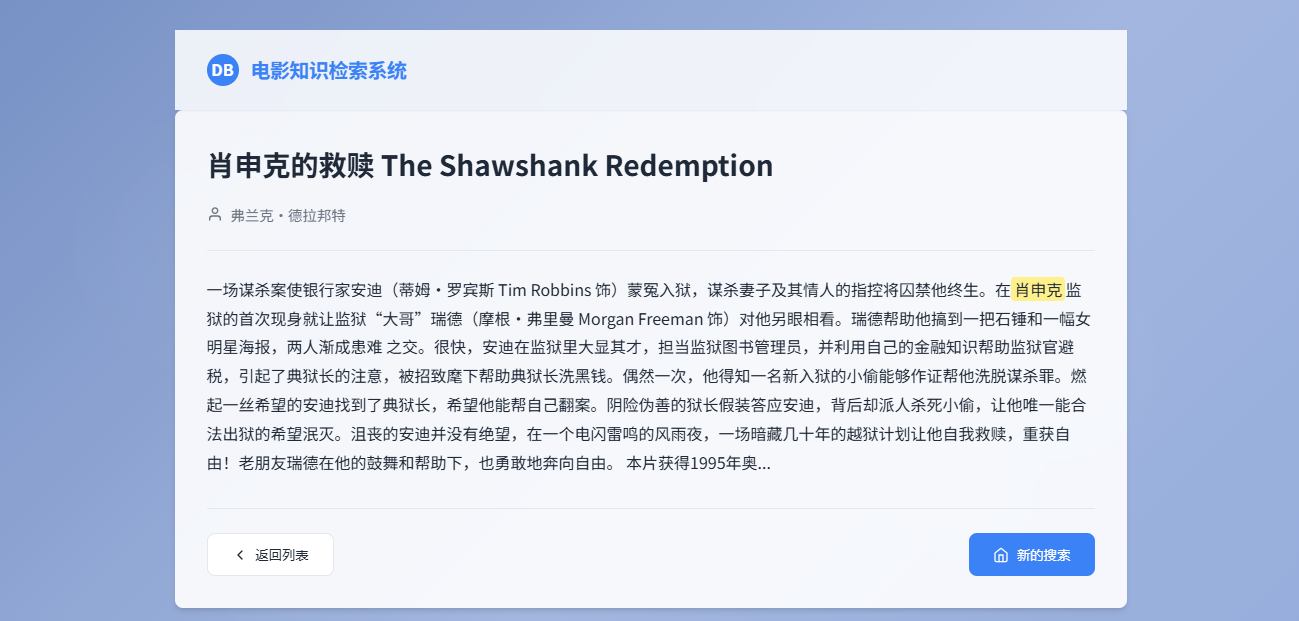 DB 电影知识检索系统
肖申克的救赎 The Shawshank Redemption
弗兰克·德拉邦特
一场谋杀案使银行家安迪（蒂姆·罗宾斯 Tim Robbins 饰）蒙冤入狱，谋杀妻子及其情人的指控将囚禁他终生。在肖申克监
狱的首次现身就让监狱“大哥”瑞德（摩根·弗里曼 Morgan Freeman 饰）对他另眼相看。瑞德帮助他搞到一把石锤和一幅女
明星海报，两人渐成患难 之交。很快，安迪在监狱里大显其才，担当监狱图书管理员，并利用自己的金融知识帮助监狱官避
税，引起了典狱长的注意，被招致麾下帮助典狱长洗黑钱。偶然一次，他得知一名新入狱的小偷能够作证帮他洗脱谋杀罪。燃
起一丝希望的安迪找到了典狱长，希望他能帮自己翻案。阴险伪善的狱长假装答应安迪，背后却派人杀死小偷，让他唯一能合
法出狱的希望泯灭。沮丧的安迪并没有绝望，在一个电闪雷鸣的风雨夜，一场暗藏几十年的越狱计划让他自我救赎，重获自
由！老朋友瑞德在他的鼓舞和帮助下，也勇敢地奔向自由。 本片获得1995年奥...
返回列表
新的搜索